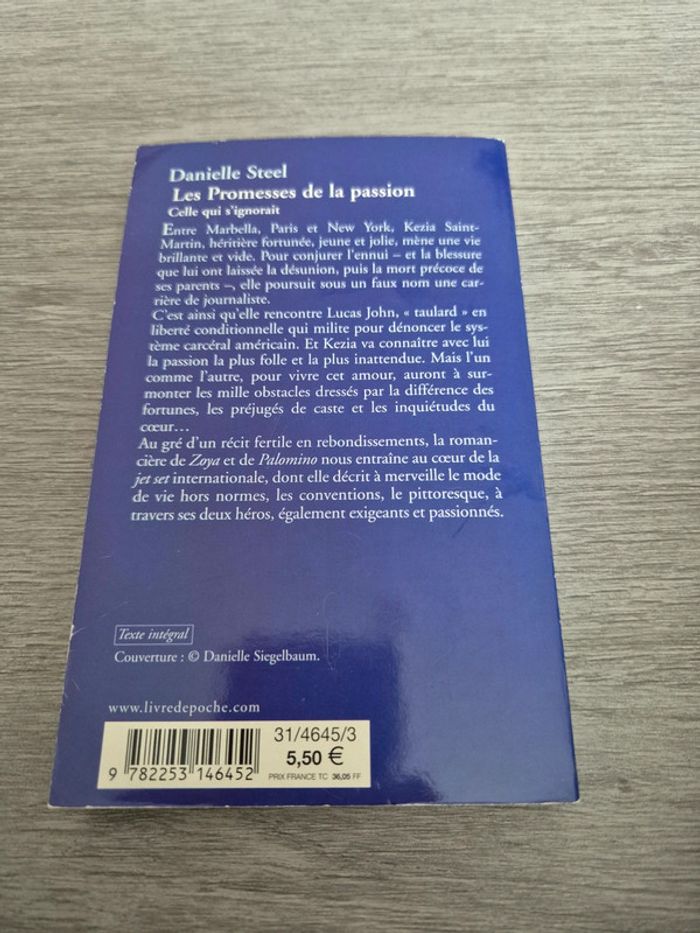 Danielle Steel
Les Promesses de la passion
Celle qui s'ignorait
Entre Marbella, Paris et New York, Kezia Saint-
Martin, héritière fortunée, jeune et jolie, mène une vie
brillante et vide. Pour conjurer l'ennui – et la blessure
que lui ont laissée la désunion, puis la mort précoce de
ses parents –, elle poursuit sous un faux nom une car-
rière de journaliste.
C'est ainsi qu'elle rencontre Lucas John, « taulard » en
liberté conditionnelle qui milite pour dénoncer le sys-
tème carcéral américain. Et Kezia va connaître avec lui
la passion la plus folle et la plus inattendue. Mais l'un
comme l'autre, pour vivre cet amour, auront à sur-
monter les mille obstacles dressés par la différence des
fortunes, les préjugés de caste et les inquiétudes du
cœur…
Au gré d'un récit fertile en rebondissements, la roman-
cière de Zoya et de Palomino nous entraîne au cœur de la
jet set internationale, dont elle décrit à merveille le mode
de vie hors normes, les conventions, le pittoresque, à
travers ses deux héros, également exigeants et passionnés.
Texte intégral
Couverture : © Danielle Siegelbaum.
www.livredepoche.com
31/4645/3
5,50 €
PRIX FRANCE TC 36,05 FF
9 782253 146452